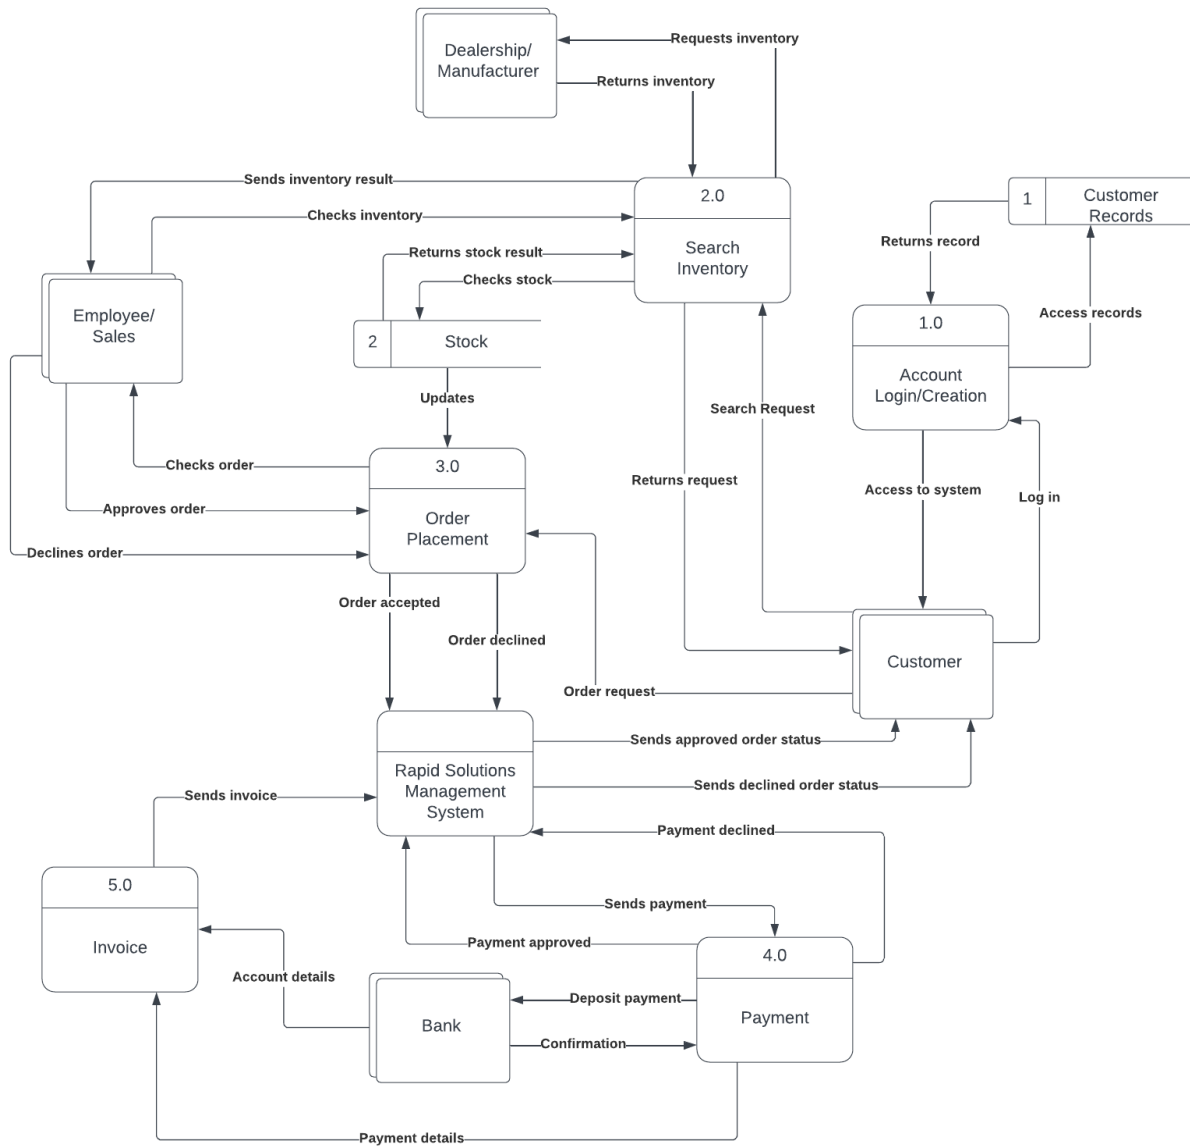 Dealership/
Manufacturer
Requests inventory
Returns inventory
Sends inventory result
2.0
Search
Inventory
Checks inventory
Returns stock result
Checks stock
1
Customer
Records
Returns record
Access records
1.0
Account
Login/Creation
Employee/
Sales
2
Stock
Updates
Search Request
Checks order
3.0
Order
Placement
Returns request
Access to system
Log in
Approves order
Declines order
Order accepted
Order declined
Customer
Order request
Rapid Solutions
Management
System
Sends approved order status
Sends declined order status
Sends invoice
Payment declined
5.0
Invoice
Sends payment
Payment approved
4.0
Payment
Account details
Deposit payment
Bank
Confirmation
Payment details